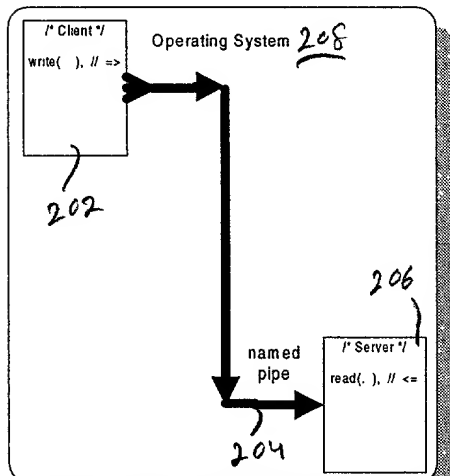 /* Client */
Operating System 208
write( ), // =>
202
206
/* Server */
named
pipe
read(. ), // <=
204